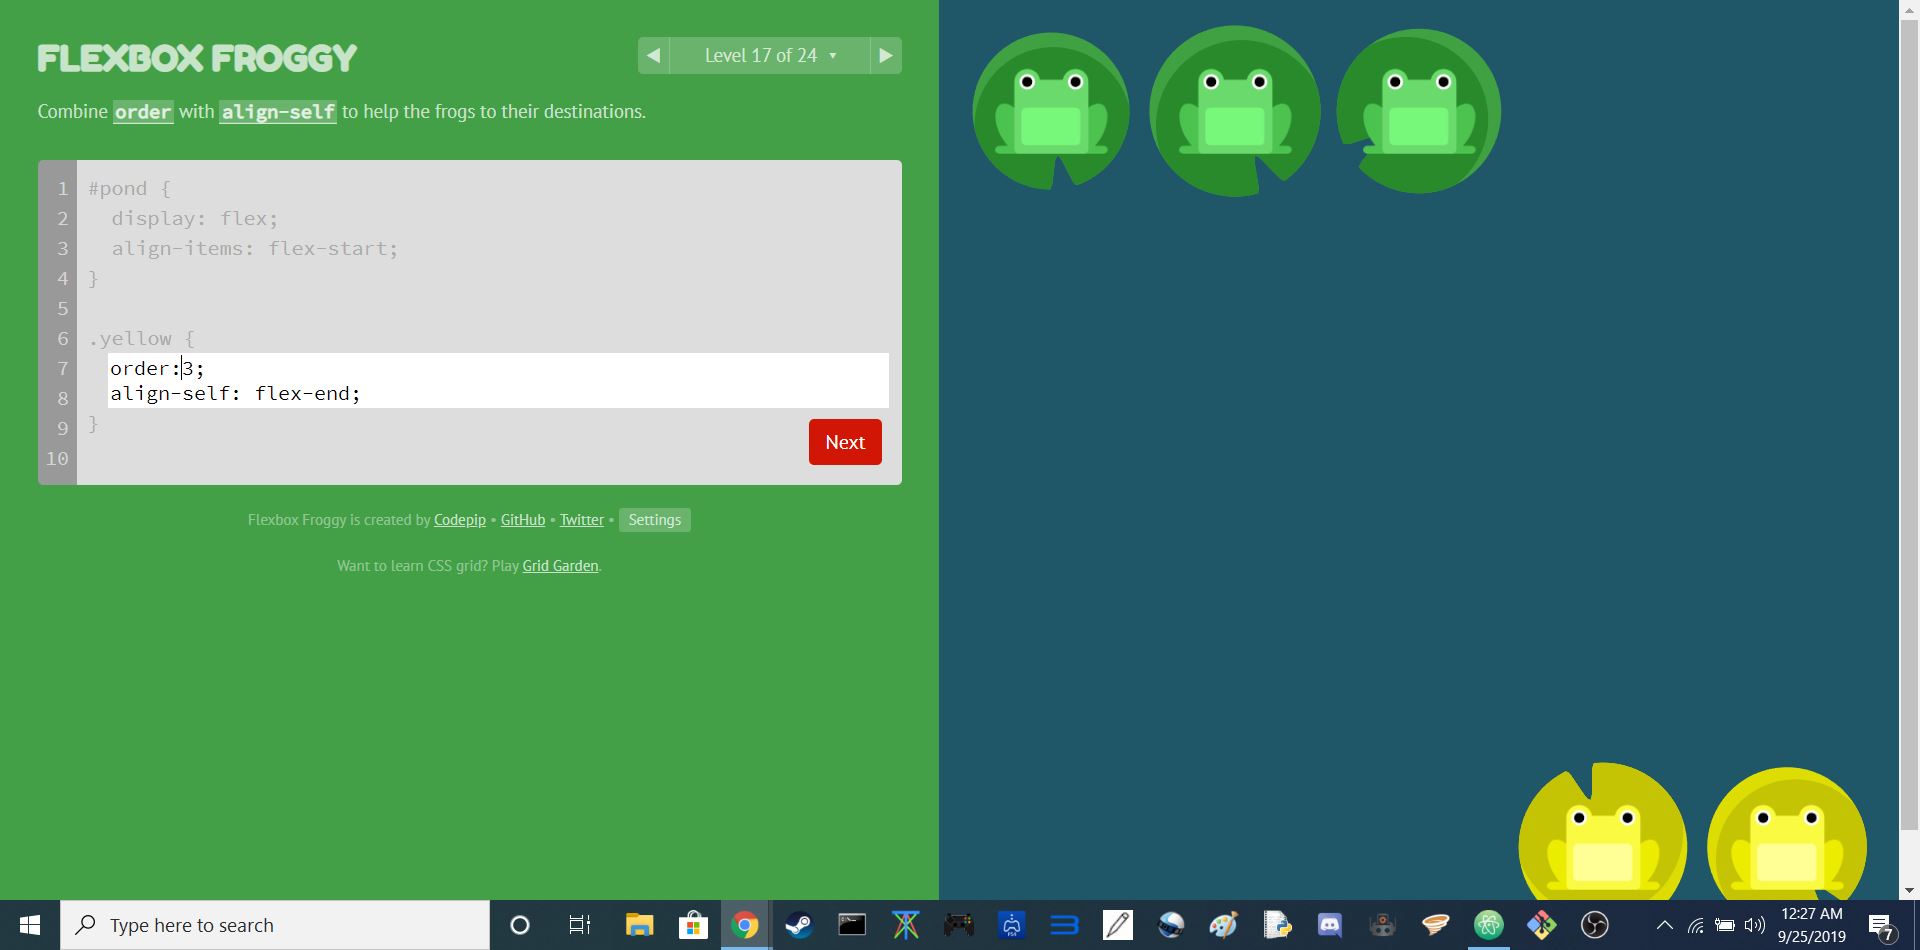 FLEXBOX FROGGY
◀ Level 17 of 24 ▼ ▶
Combine order with align-self to help the frogs to their destinations.
1 #pond {
2 display: flex;
3 align-items: flex-start;
4 }
5
6 .yellow {
7 order:3;
8 align-self: flex-end;
9 }
10
Next
Flexbox Froggy is created by Codepip • GitHub • Twitter • Settings
Want to learn CSS grid? Play Grid Garden.
Type here to search
PS4
12:27 AM
9/25/2019
7